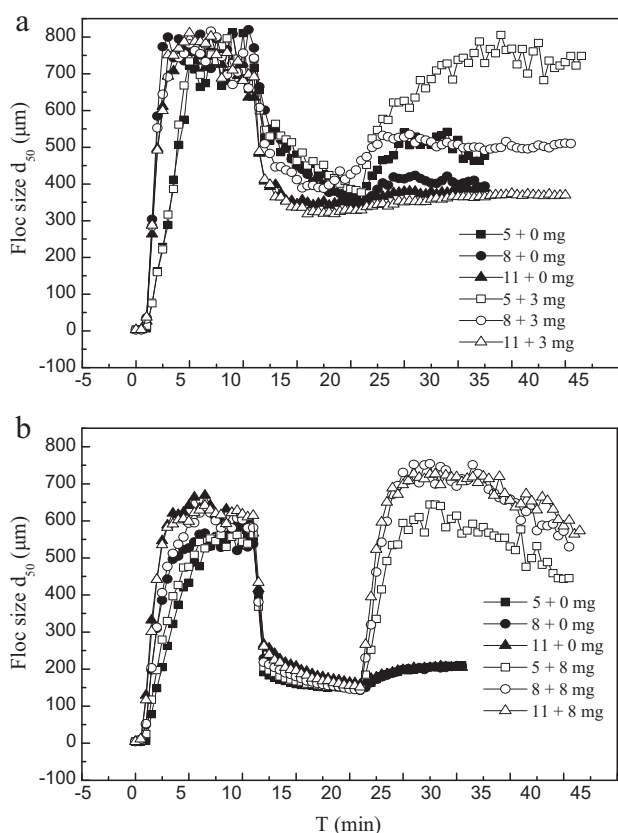 a
800
700
600
500
400
300
200
100
0
-100
Floc size d50 (μm)
5 + 0 mg
8 + 0 mg
11 + 0 mg
5 + 3 mg
8 + 3 mg
11 + 3 mg
-5 0 5 10 15 20 25 30 35 40 45
b
800
700
600
500
400
300
200
100
0
-100
Floc size d50 (μm)
5 + 0 mg
8 + 0 mg
11 + 0 mg
5 + 8 mg
8 + 8 mg
11 + 8 mg
-5 0 5 10 15 20 25 30 35 40 45
T (min)